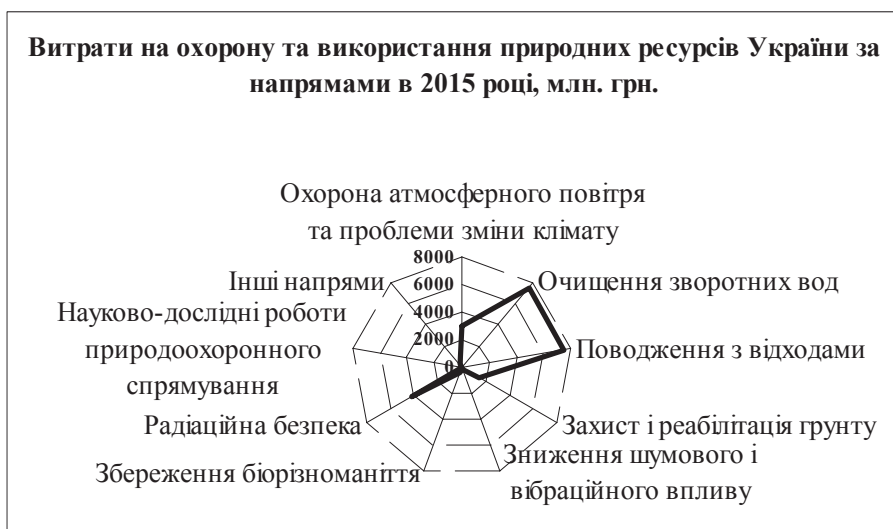 Витрати на охорону та використання природних ресурсів України за
напрямами в 2015 році, млн. грн.
Охорона атмосферного повітря
та проблеми зміни клімату
8000
6000
4000
2000
0
Очищення зворотних вод
Поводження з відходами
Захист і реабілітація грунту
Зниження шумового і
вібраційного впливу
Збереження біорізноманіття
Радіаційна безпека
Науково-дослідні роботи
природоохоронного
спрямування
Інші напрями